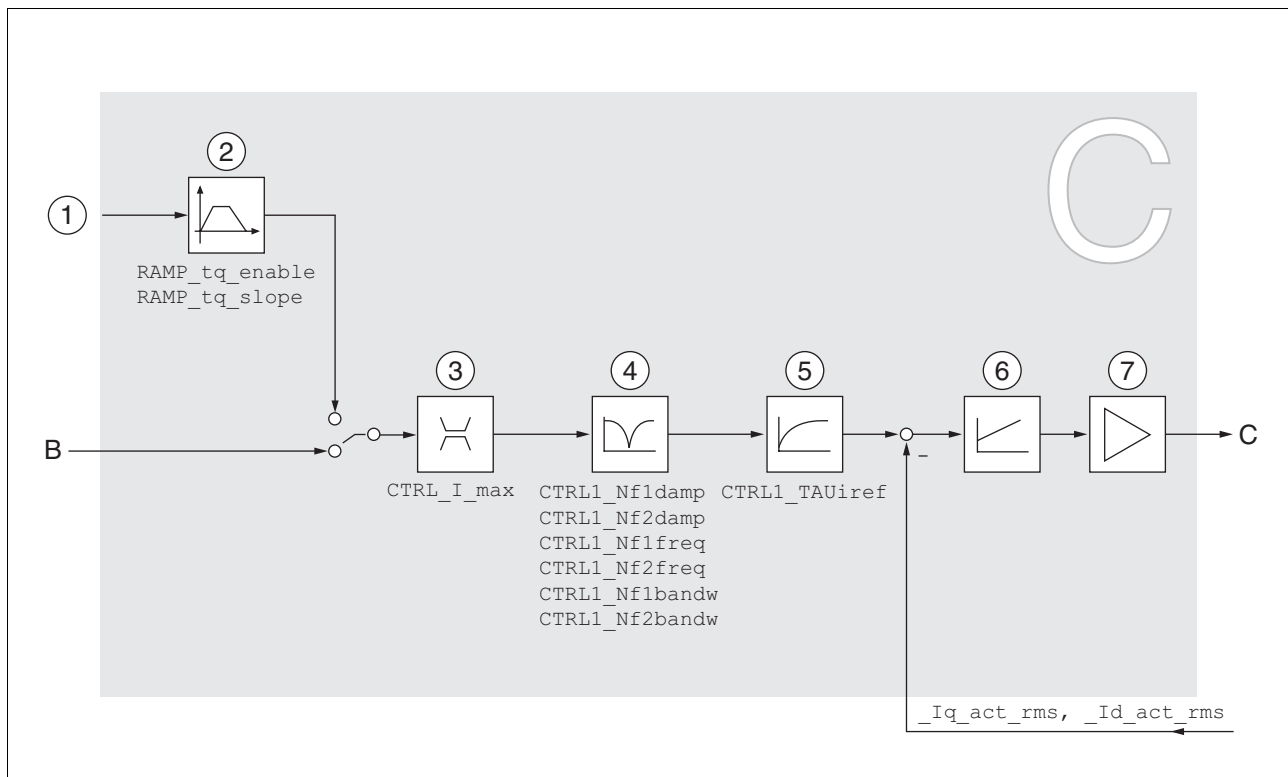 C
2
1
RAMP_tq_enable
RAMP_tq_slope
3
4
5
6
7
B
C
CTRL_I_max
CTRL1_Nf1damp
CTRL1_Nf2damp
CTRL1_Nf1freq
CTRL1_Nf2freq
CTRL1_Nf1bandw
CTRL1_Nf2bandw
CTRL1_TAUiref
–
_Iq_act_rms, _Id_act_rms